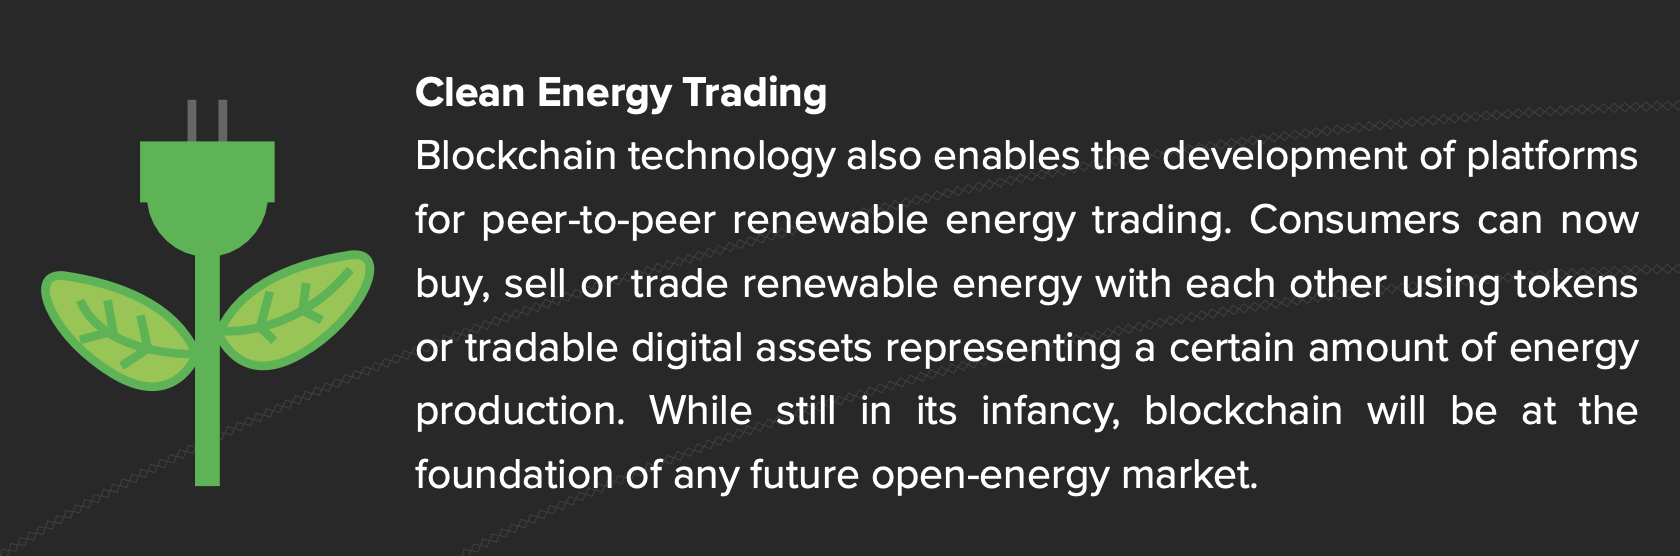 Clean Energy Trading
Blockchain technology also enables the development of platforms
for peer-to-peer renewable energy trading. Consumers can now
buy, sell or trade renewable energy with each other using tokens
or tradable digital assets representing a certain amount of energy
production. While still in its infancy, blockchain will be at the
foundation of any future open-energy market.